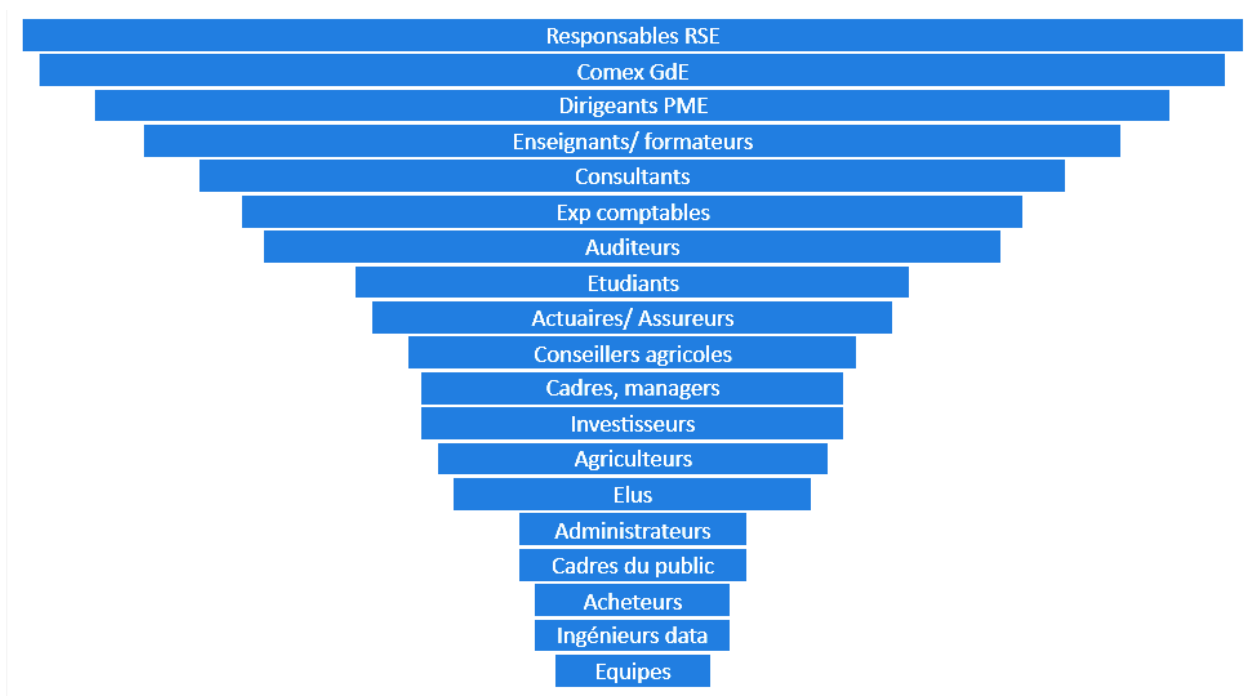 Responsables RSE
Comex GdE
Dirigeants PME
Enseignants/ formateurs
Consultants
Exp comptables
Auditeurs
Etudiants
Actuaires/ Assureurs
Conseillers agricoles
Cadres, managers
Investisseurs
Agriculteurs
Elus
Administrateurs
Cadres du public
Acheteurs
Ingénieurs data
Equipes